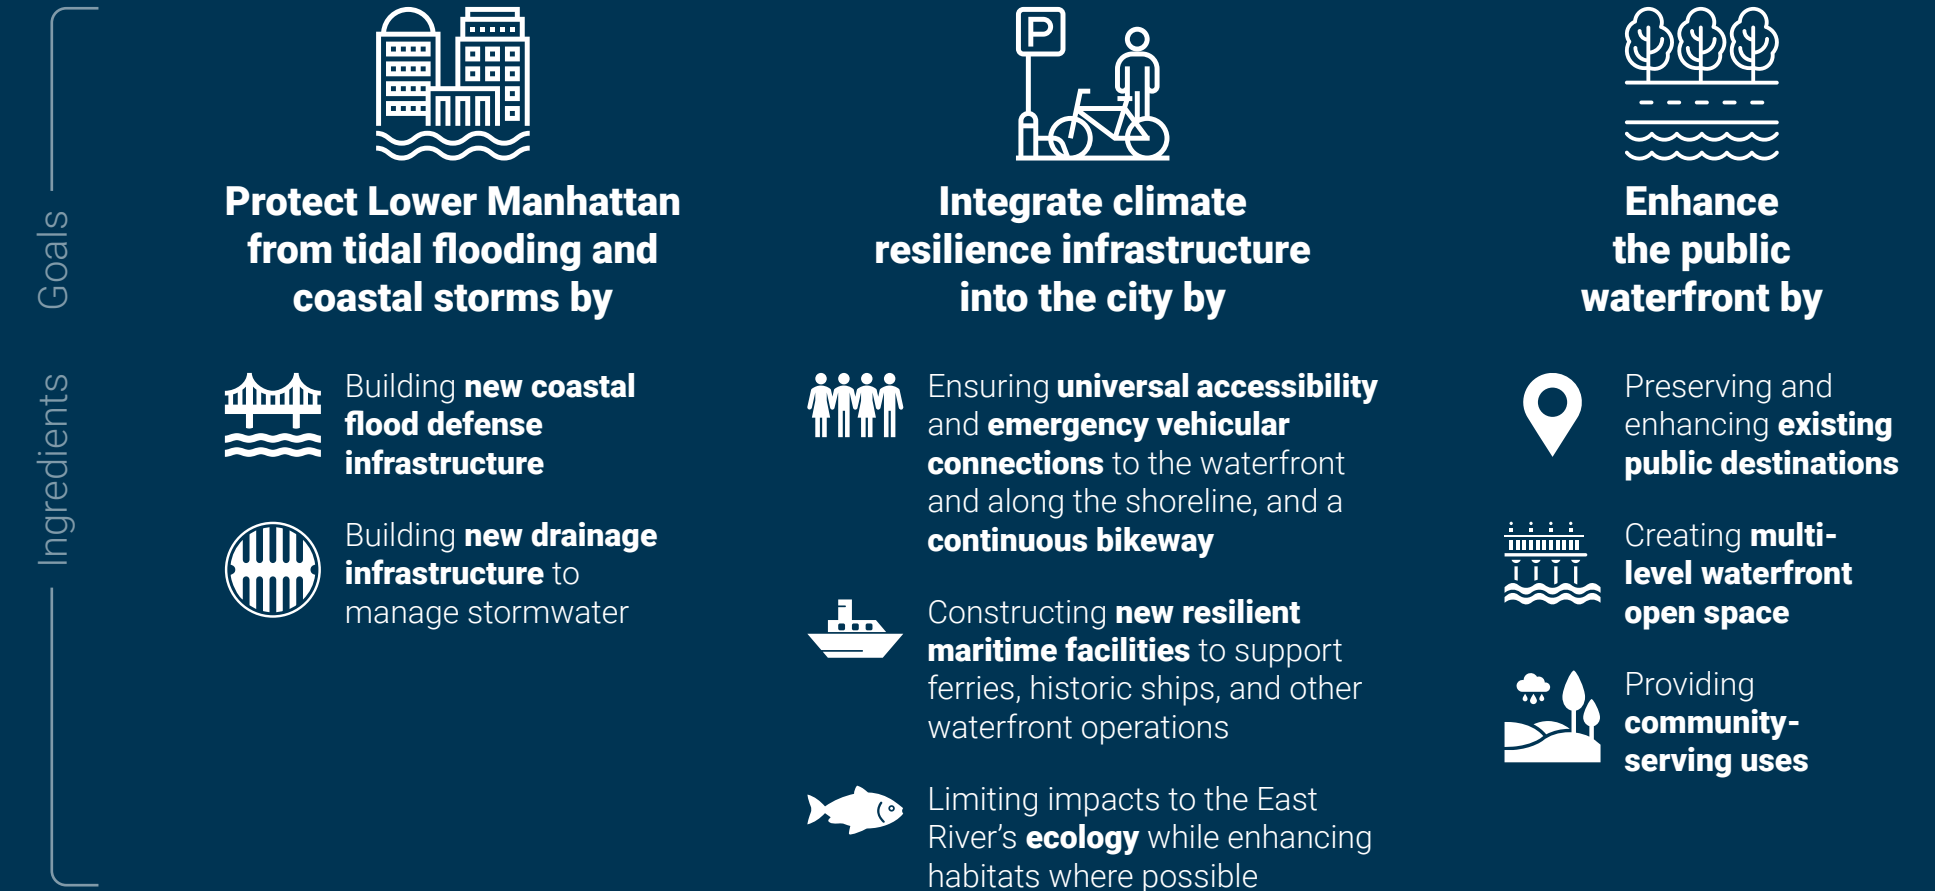 Goals
Ingredients
P
Protect Lower Manhattan
from tidal flooding and
coastal storms by
Building new coastal
flood defense
infrastructure
Building new drainage
infrastructure to
manage stormwater
Integrate climate
resilience infrastructure
into the city by
Ensuring universal accessibility
and emergency vehicular
connections to the waterfront
and along the shoreline, and a
continuous bikeway
Constructing new resilient
maritime facilities to support
ferries, historic ships, and other
waterfront operations
Limiting impacts to the East
River’s ecology while enhancing
habitats where possible
Enhance
the public
waterfront by
Preserving and
enhancing existing
public destinations
Creating multi-
level waterfront
open space
Providing
community-
serving uses